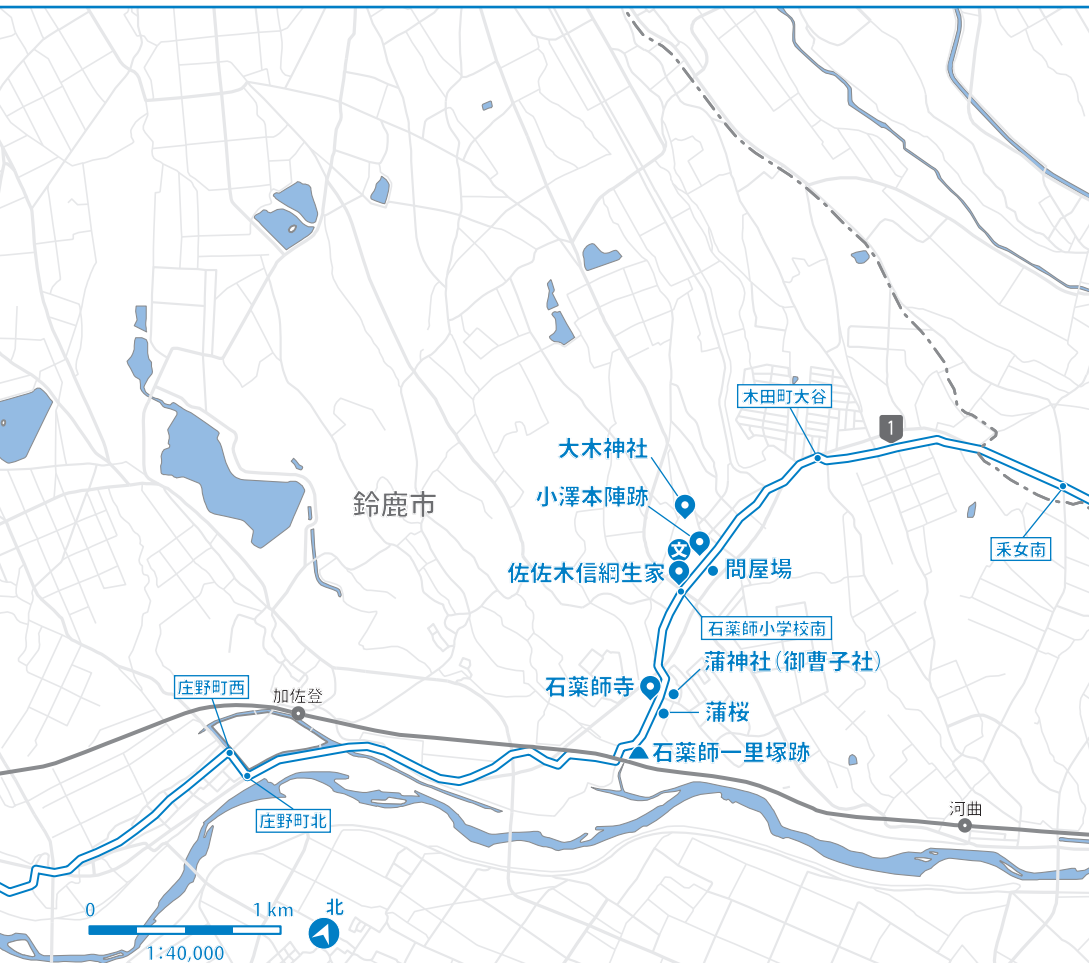 木田町大谷
1
大木神社
鈴鹿市
小澤本陣跡
文
釆女南
佐佐木信綱生家
問屋場
石薬師小学校南
蒲神社（御曹子社）
石薬師寺
庄野町西
加佐登
蒲桜
石薬師一里塚跡
河曲
庄野町北
0 1 km
北
1:40,000